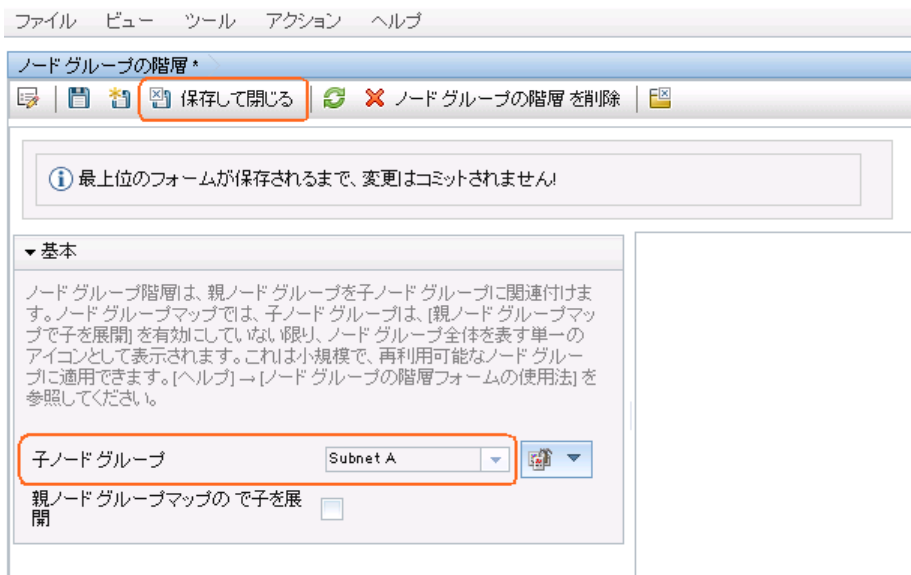 ファイル ビュー ツール アクション ヘルプ
ノード グループの階層 *
保存して閉じる ノード グループの階層 を削除
最上位のフォームが保存されるまで、変更はコミットされません!
基本
ノード グループ階層は、親ノード グループを子ノード グループに関連付けま
す。ノード グループマップでは、子ノード グループは、[親ノード グループマッ
プで子を展開] を有効にしていない限り、ノード グループ全体を表す単一の
アイコンとして表示されます。これは小規模で、再利用可能なノード グルー
プに適用できます。[ヘルプ] → [ノード グループの階層フォームの使用法] を
参照してください。
子ノード グループ Subnet A
親ノード グループマップの で子を展
開